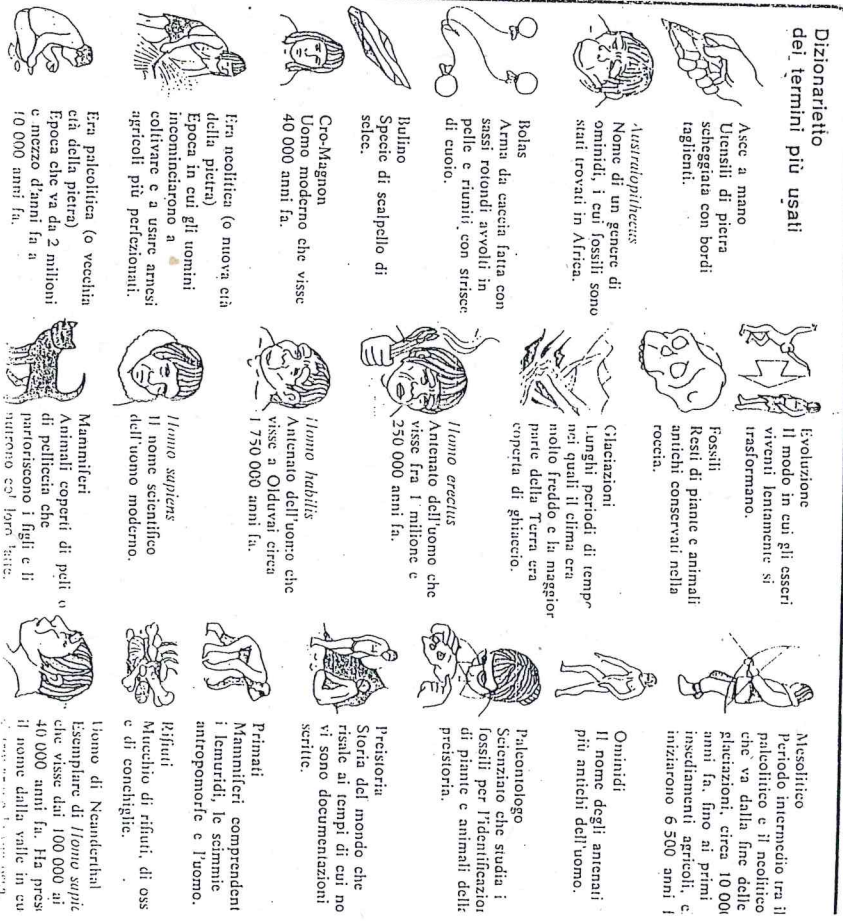 Dizionarietto
dei termini più usati
Asce a mano
Utensili di pietra
scheggiata con bordi
taglienti.
Australopithecus
Nome di un genere di
ominidi, i cui fossili sono
stati trovati in Africa.
Bolas
Arma da caccia fatta con
sassi rotondi avvolti in
pelle e riuniti con strisce
di cuoio.
Bulino
Specie di scalpello di
selce.
Cro-Magnon
Uomo moderno che visse
40 000 anni fa.
Era neolitica (o nuova età
della pietra)
Epoca in cui gli uomini
incominciarono a
coltivare e a usare arnesi
agricoli più perfezionati.
Era paleolitica (o vecchia
età della pietra)
Epoca che va da 2 milioni
e mezzo d'anni fa a
10 000 anni fa.
Evoluzione
Il modo in cui gli esseri
viventi lentamente si
trasformano.
Fossili
Resti di piante e animali
antichi conservati nella
roccia.
Glaciazioni
Lunghi periodi di tempo
nei quali il clima era
molto freddo e la maggior
parte della Terra era
coperta di ghiaccio.
Homo erectus
Antenato dell'uomo che
visse fra 1 milione e
250 000 anni fa.
Homo habilis
Antenato dell'uomo che
visse a Olduvai circa
1 750 000 anni fa.
Homo sapiens
Il nome scientifico
dell'uomo moderno.
Mammiferi
Animali coperti di peli o
di pelliccia che
partoriscono i figli e li
nutrono col loro latte.
Mesolitico
Periodo intermedio tra il
paleolitico e il neolitico
che va dalla fine delle
glaciazioni, circa 10 000
anni fa, fino ai primi
insediamenti agricoli, c
iniziarono 6 500 anni f
Ominidi
Il nome degli antenati
più antichi dell'uomo.
Paleontologo
Scienziato che studia i
fossili per l'identificazion
di piante e animali della
preistoria.
Preistoria
Storia del mondo che
risale ai tempi di cui no
vi sono documentazioni
scritte.
Primati
Mammiferi comprendent
i lemuridi, le scimmie
antropomorfe e l'uomo.
Rifiuti
Mucchio di rifiuti, di oss
e di conchiglie.
Uomo di Neanderthal
Esemplare di Homo sapie
che visse dai 100 000 ai
40 000 anni fa. Ha prese
il nome dalla valle in cu